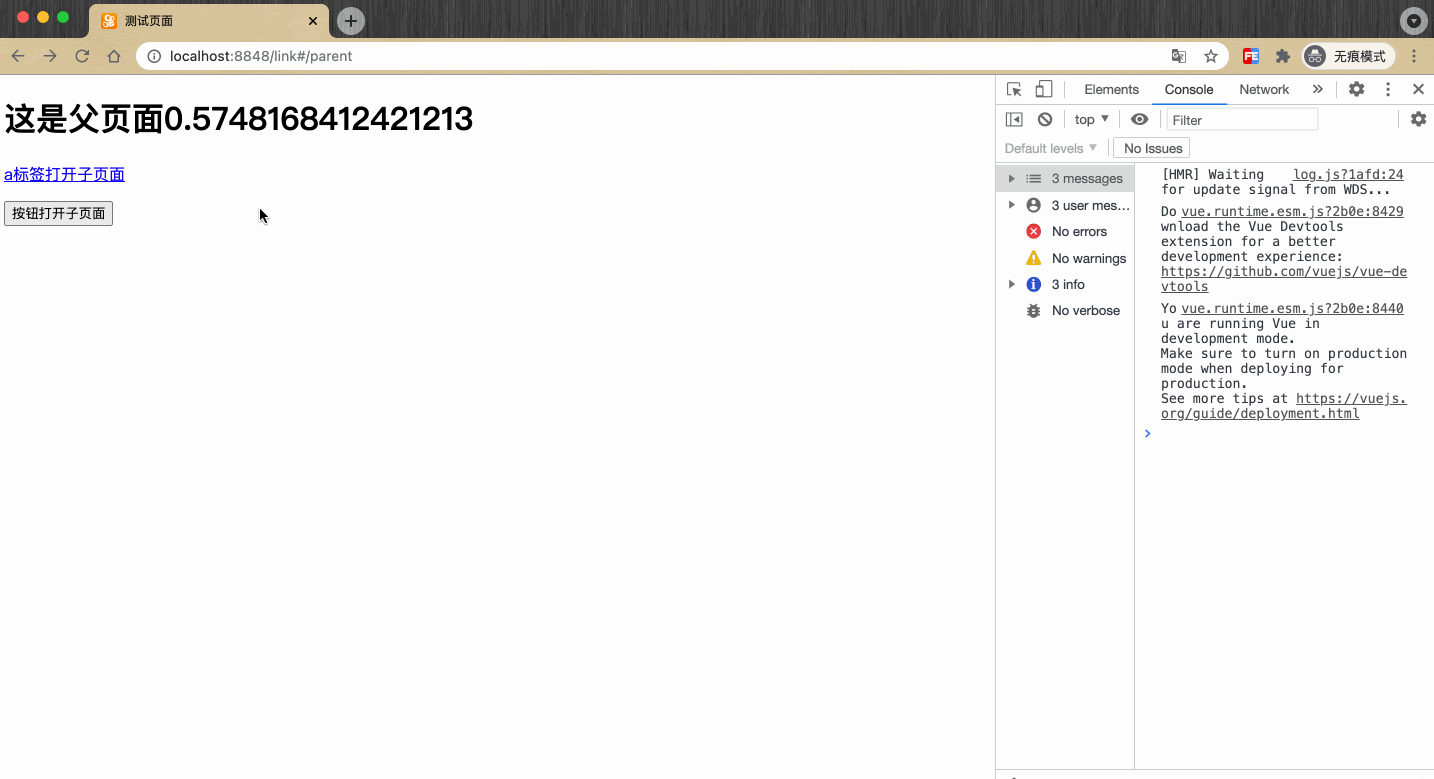 测试页面
localhost:8848/link#/parent
无痕模式
这是父页面0.5748168412421213
a标签打开子页面
按钮打开子页面
Elements
Console
Network
top
Filter
Default levels
No Issues
3 messages
3 user mes...
No errors
No warnings
3 info
No verbose
[HMR] Waiting log.js?1afd:24
for update signal from WDS...
Do vue.runtime.esm.js?2b0e:8429
wnload the Vue Devtools
extension for a better
development experience:
https://github.com/vuejs/vue-de
vtools
Yo vue.runtime.esm.js?2b0e:8440
u are running Vue in
development mode.
Make sure to turn on production
mode when deploying for
production.
See more tips at https://vuejs.
org/guide/deployment.html